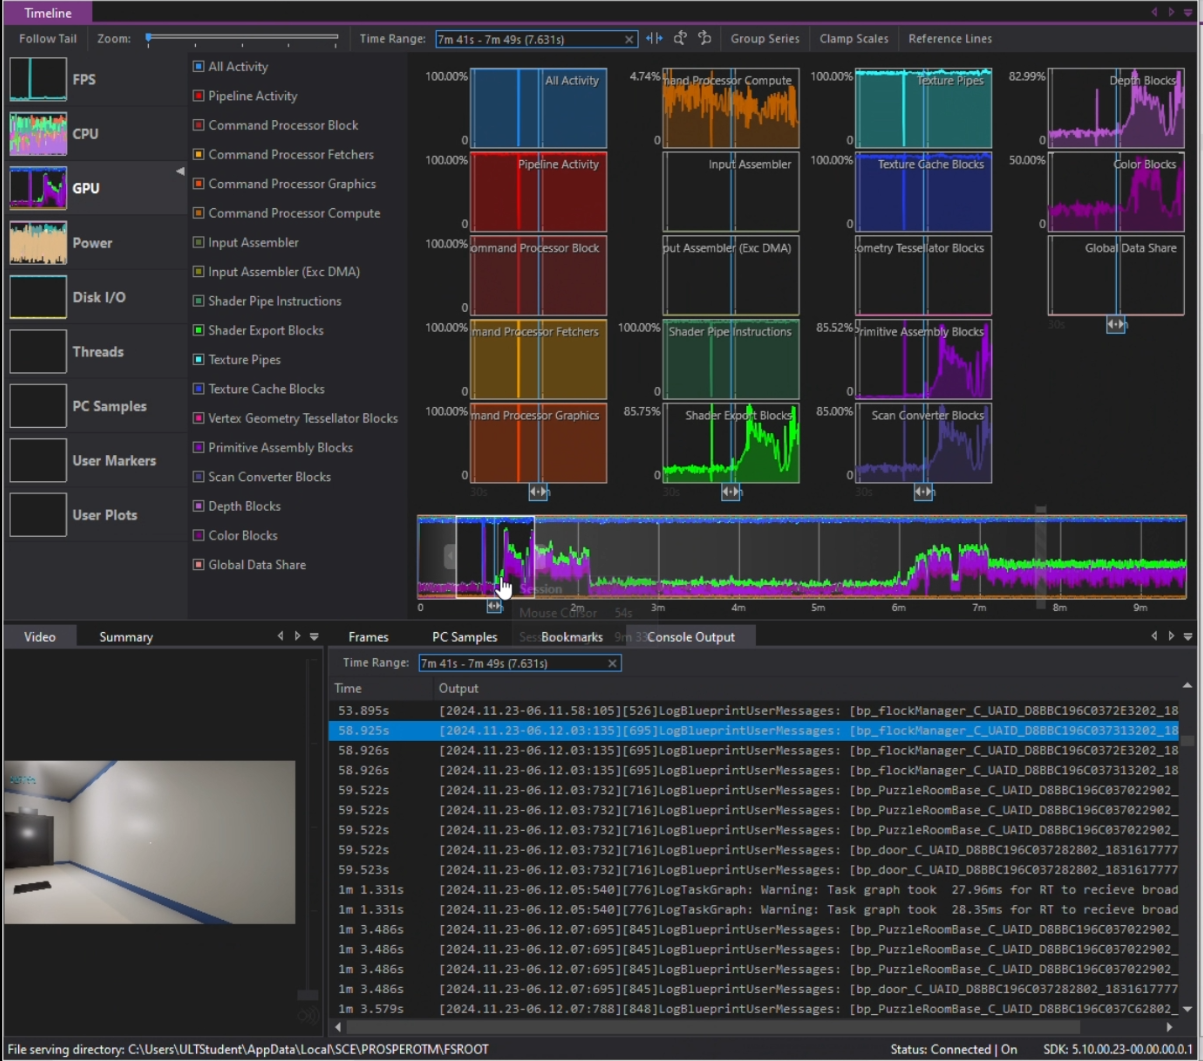 Timeline
Follow Tail Zoom: Time Range: 7m 41s - 7m 49s (7.631s) Group Series Clamp Scales Reference Lines
FPS
CPU
GPU
Power
Disk I/O
Threads
PC Samples
User Markers
User Plots
All Activity
Pipeline Activity
Command Processor Block
Command Processor Fetchers
Command Processor Graphics
Command Processor Compute
Input Assembler
Input Assembler (Exc DMA)
Shader Pipe Instructions
Shader Export Blocks
Texture Pipes
Texture Cache Blocks
Vertex Geometry Tessellator Blocks
Primitive Assembly Blocks
Scan Converter Blocks
Depth Blocks
Color Blocks
Global Data Share
100.00% All Activity 0
100.00% Pipeline Activity 0
100.00% ommand Processor Block 0
100.00% mand Processor Fetchers 0
100.00% mand Processor Graphics 0
30s
4.74% mand Processor Compute 0
Input Assembler
put Assembler (Exc DMA)
100.00% Shader Pipe Instructions 0
85.75% Shader Export Blocks 0
30s
100.00% Texture Pipes 0
100.00% Texture Cache Blocks 0
ometry Tessellator Blocks
85.52% Primitive Assembly Blocks 0
85.00% Scan Converter Blocks 0
30s
82.99% Depth Blocks 0
50.00% Color Blocks 0
Global Data Share
30s
0 2m 3m 4m 5m 6m 7m 8m 9m
Session
Mouse Cursor 54s
Video Summary
Frames PC Samples Bookmarks Console Output
Time Range: 7m 41s - 7m 49s (7.631s)
Time Output
53.895s [2024.11.23-06.11.58:105][526]LogBlueprintUserMessages: [bp_flockManager_C_UAID_D8BBC196C0372E3202_18
58.925s [2024.11.23-06.12.03:135][695]LogBlueprintUserMessages: [bp_flockManager_C_UAID_D8BBC196C037313202_18
58.926s [2024.11.23-06.12.03:135][695]LogBlueprintUserMessages: [bp_flockManager_C_UAID_D8BBC196C0372E3202_18
58.926s [2024.11.23-06.12.03:135][695]LogBlueprintUserMessages: [bp_flockManager_C_UAID_D8BBC196C037313202_18
59.522s [2024.11.23-06.12.03:732][716]LogBlueprintUserMessages: [bp_PuzzleRoomBase_C_UAID_D8BBC196C037022902_
59.522s [2024.11.23-06.12.03:732][716]LogBlueprintUserMessages: [bp_PuzzleRoomBase_C_UAID_D8BBC196C037022902_
59.522s [2024.11.23-06.12.03:732][716]LogBlueprintUserMessages: [bp_PuzzleRoomBase_C_UAID_D8BBC196C037022902_
59.522s [2024.11.23-06.12.03:732][716]LogBlueprintUserMessages: [bp_door_C_UAID_D8BBC196C037282802_1831617777
59.523s [2024.11.23-06.12.03:732][716]LogBlueprintUserMessages: [bp_door_C_UAID_D8BBC196C037282802_1831617777
1m 1.331s [2024.11.23-06.12.05:540][776]LogTaskGraph: Warning: Task graph took 27.96ms for RT to recieve broad
1m 1.331s [2024.11.23-06.12.05:540][776]LogTaskGraph: Warning: Task graph took 28.35ms for RT to recieve broad
1m 3.486s [2024.11.23-06.12.07:695][845]LogBlueprintUserMessages: [bp_PuzzleRoomBase_C_UAID_D8BBC196C037022902_
1m 3.486s [2024.11.23-06.12.07:695][845]LogBlueprintUserMessages: [bp_PuzzleRoomBase_C_UAID_D8BBC196C037022902_
1m 3.486s [2024.11.23-06.12.07:695][845]LogBlueprintUserMessages: [bp_PuzzleRoomBase_C_UAID_D8BBC196C037022902_
1m 3.486s [2024.11.23-06.12.07:695][845]LogBlueprintUserMessages: [bp_door_C_UAID_D8BBC196C037282802_1831617777
1m 3.579s [2024.11.23-06.12.07:788][848]LogBlueprintUserMessages: [bp_PuzzleRoomBase_C_UAID_D8BBC196C037C62802_
File serving directory: C:\Users\ULTStudent\AppData\Local\SCE\PROSPEROTM\FSROOT Status: Connected | On SDK: 5.10.00.23-00.00.00.0.1